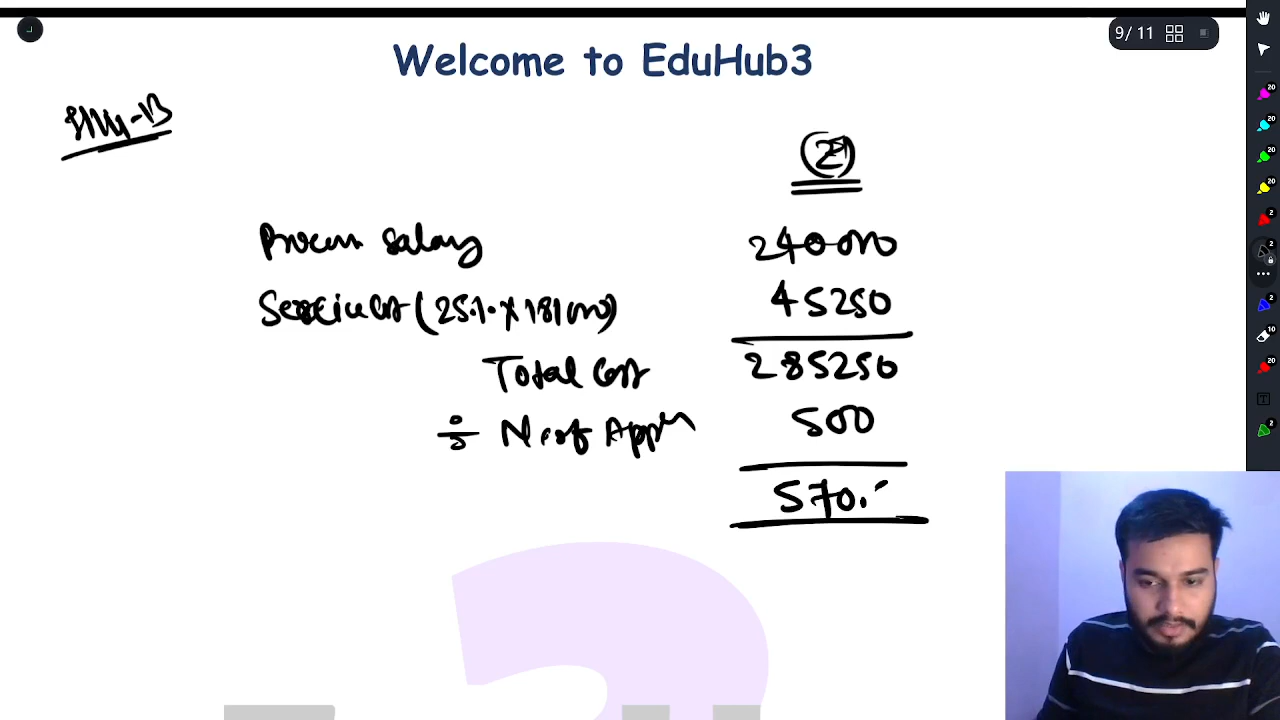 9/ 11
Welcome to EduHub3
2
Process Salary 240000
Service Cost (25% × 181000) 45250
Total Cost 285250
÷ No. of 500
570.